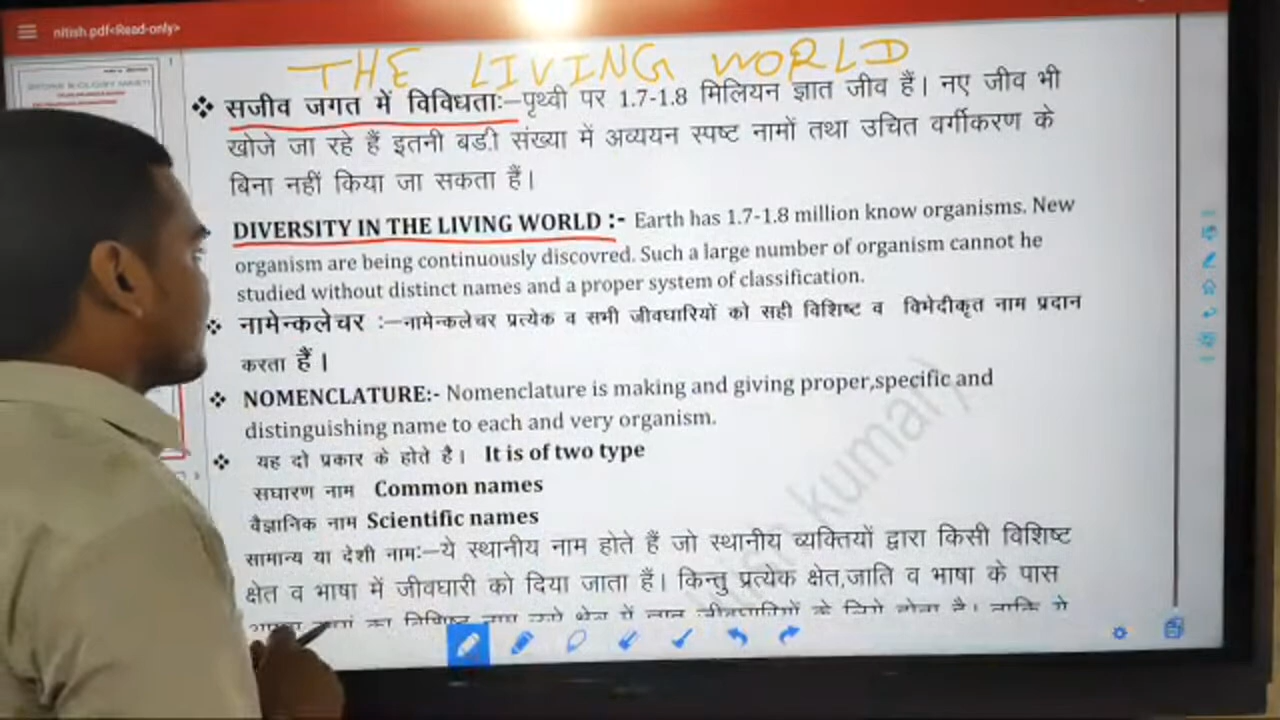 nitish.pdf<Read-only>
THE LIVING WORLD
❖ सजीव जगत में विविधताः–पृथ्वी पर 1.7-1.8 मिलियन ज्ञात जीव हैं। नए जीव भी
खोजे जा रहे हैं इतनी बडी संख्या में अव्ययन स्पष्ट नामों तथा उचित वर्गीकरण के
बिना नहीं किया जा सकता हैं।
DIVERSITY IN THE LIVING WORLD :- Earth has 1.7-1.8 million know organisms. New
organism are being continuously discovred. Such a large number of organism cannot he
studied without distinct names and a proper system of classification.
❖ नामेन्कलेचर :–नामेन्कलेचर प्रत्येक व सभी जीवधारियों को सही विशिष्ट व विभेदीकृत नाम प्रदान
करता हैं।
❖ NOMENCLATURE:- Nomenclature is making and giving proper,specific and
distinguishing name to each and very organism.
❖ यह दो प्रकार के होते है। It is of two type
सधारण नाम Common names
वैज्ञानिक नाम Scientific names
सामान्य या देशी नामः–ये स्थानीय नाम होते हैं जो स्थानीय व्यक्तियों द्वारा किसी विशिष्ट
क्षेत व भाषा में जीवघारी को दिया जाता हैं। किन्तु प्रत्येक क्षेत,जाति व भाषा के पास
kumar